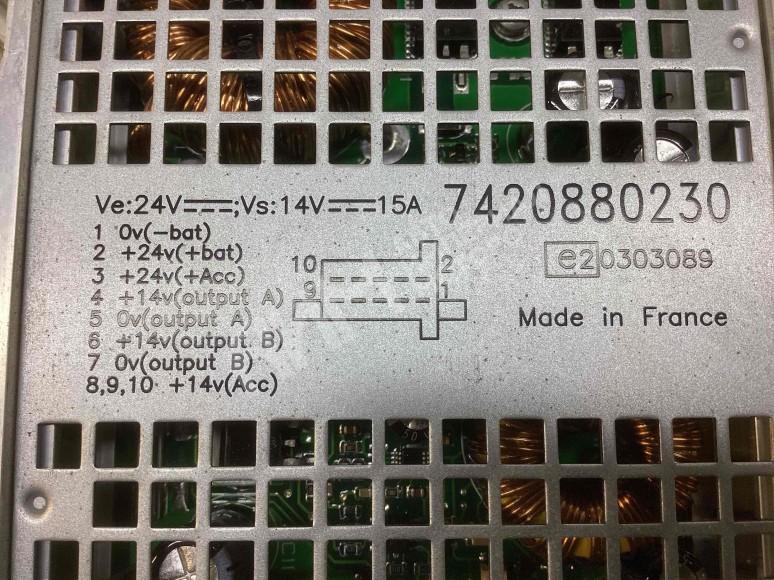 Ve:24V⎓;Vs:14V⎓15A
7420880230
1 0v(-bat)
2 +24v(+bat)
3 +24v(+Acc)
4 +14v(output A)
5 0v(output A)
6 +14v(output B)
7 0v(output B)
8,9,10 +14v(Acc)
10 2
9 1
e2 0303089
Made in France